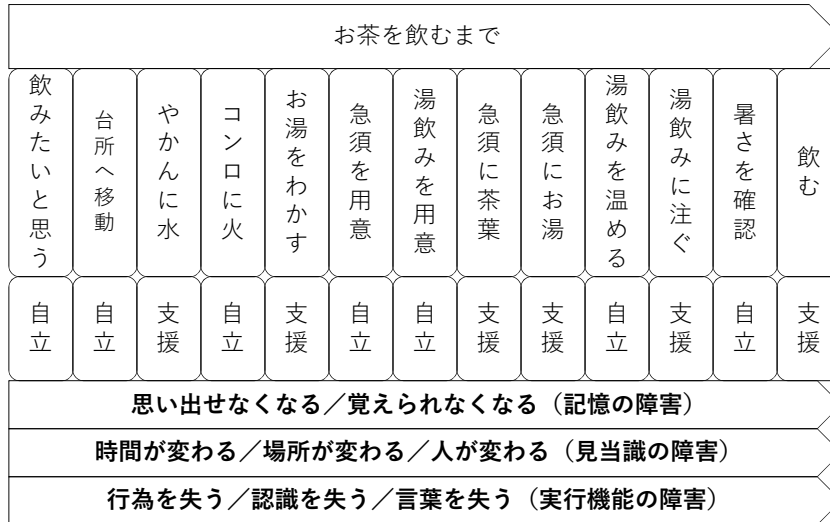 お茶を飲むまで
飲みたいと思う
台所へ移動
やかんに水
コンロに火
お湯をわかす
急須を用意
湯飲みを用意
急須に茶葉
急須にお湯
湯飲みを温める
湯飲みに注ぐ
暑さを確認
飲む
自立
自立
支援
自立
支援
自立
自立
支援
支援
自立
支援
自立
支援
思い出せなくなる／覚えられなくなる（記憶の障害）
時間が変わる／場所が変わる／人が変わる（見当識の障害）
行為を失う／認識を失う／言葉を失う（実行機能の障害）